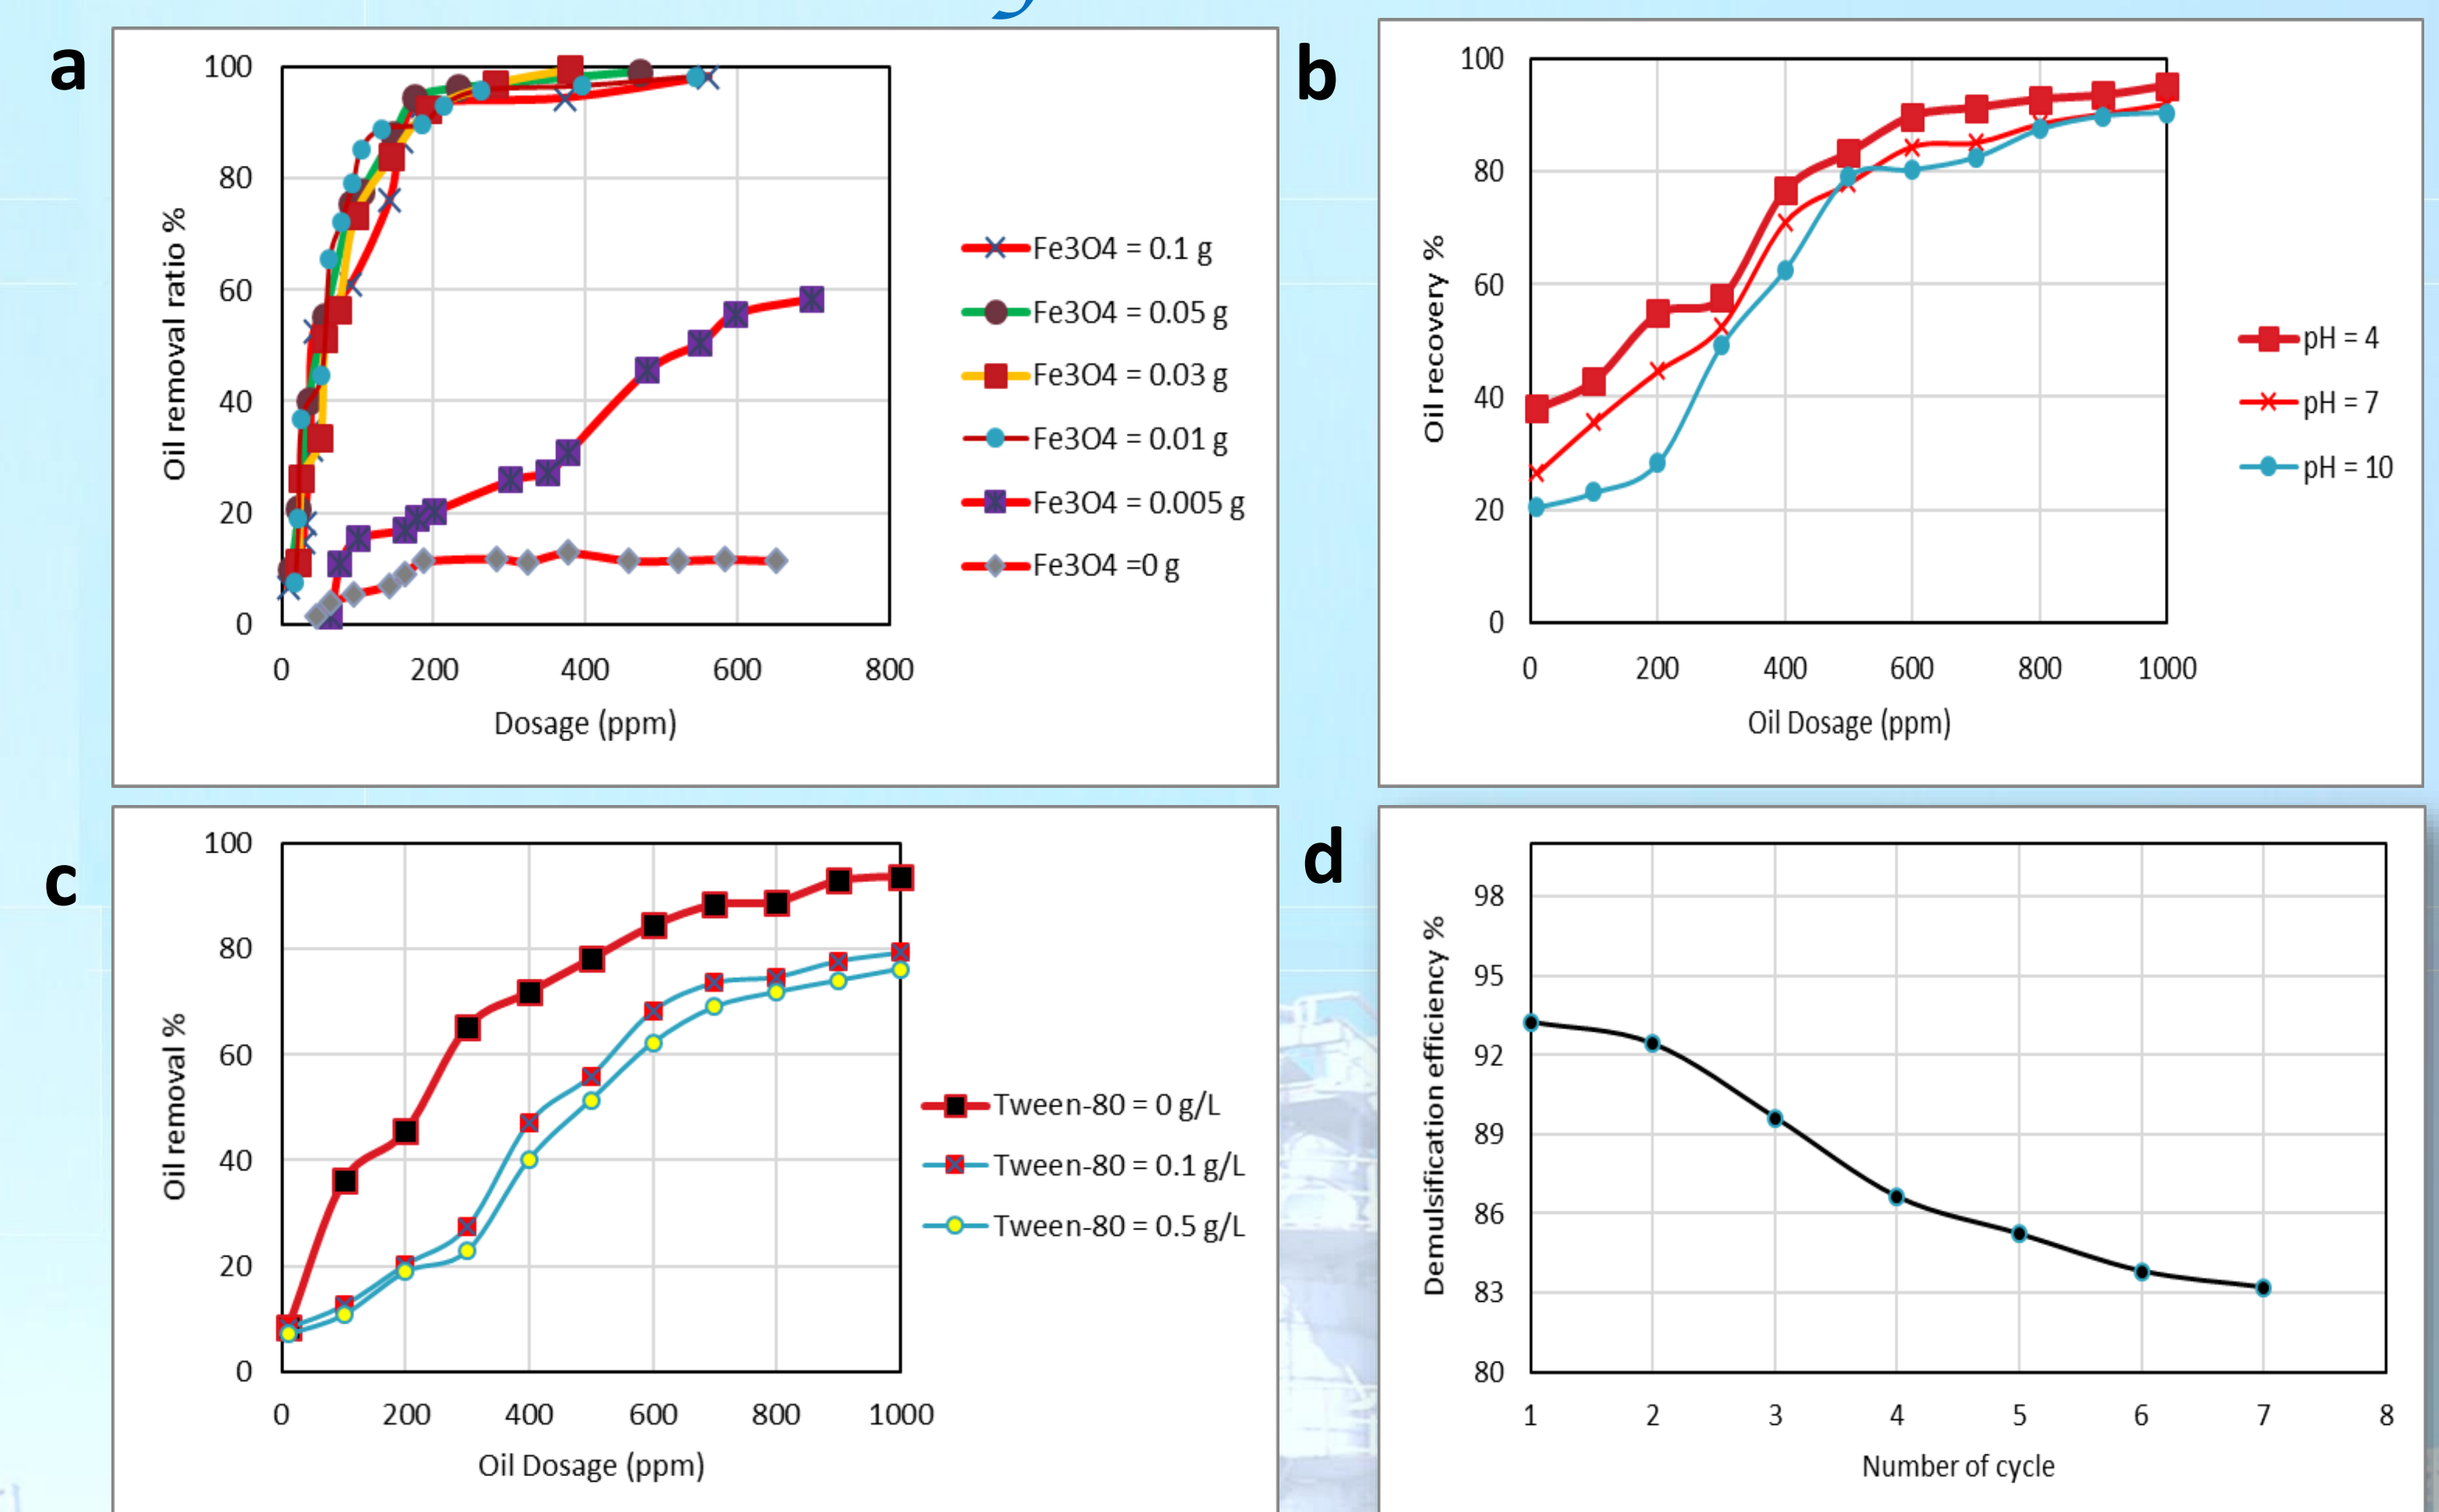 a
100
80
60
40
20
0
0 200 400 600 800
Oil removal ratio %
Dosage (ppm)
Fe3O4 = 0.1 g
Fe3O4 = 0.05 g
Fe3O4 = 0.03 g
Fe3O4 = 0.01 g
Fe3O4 = 0.005 g
Fe3O4 =0 g
b
100
80
60
40
20
0
0 200 400 600 800 1000
Oil recovery %
Oil Dosage (ppm)
pH = 4
pH = 7
pH = 10
c
100
80
60
40
20
0
0 200 400 600 800 1000
Oil removal %
Oil Dosage (ppm)
Tween-80 = 0 g/L
Tween-80 = 0.1 g/L
Tween-80 = 0.5 g/L
d
98
95
92
89
86
83
80
1 2 3 4 5 6 7 8
Demulsification efficiency %
Number of cycle